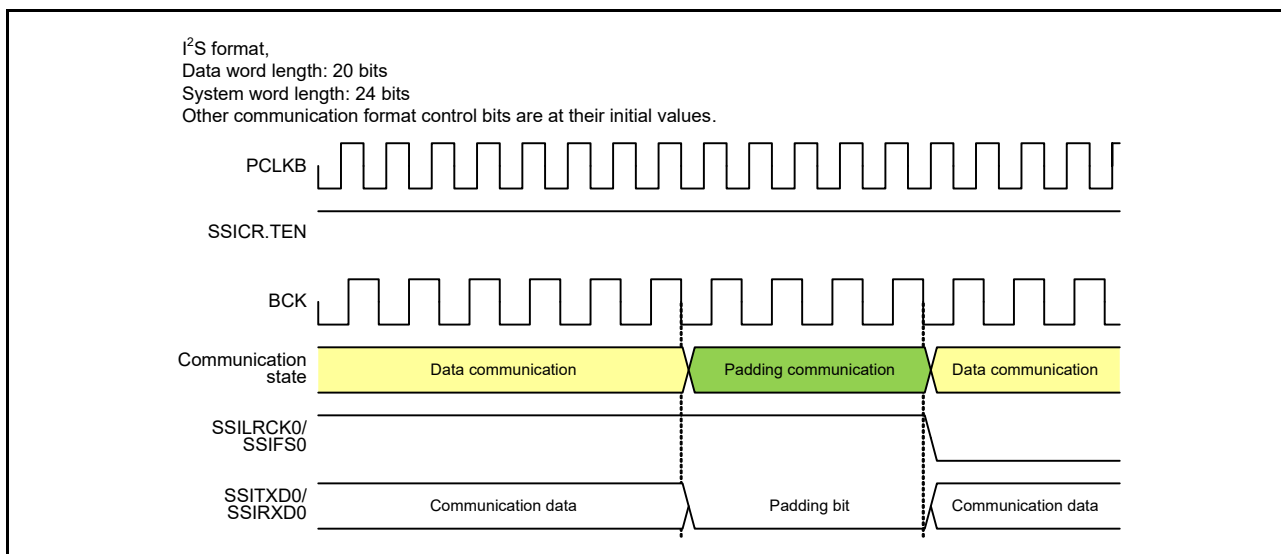 I²S format,
Data word length: 20 bits
System word length: 24 bits
Other communication format control bits are at their initial values.
PCLKB
SSICR.TEN
BCK
Communication
state
Data communication
Padding communication
Data communication
SSILRCK0/
SSIFS0
SSITXD0/
SSIRXD0
Communication data
Padding bit
Communication data